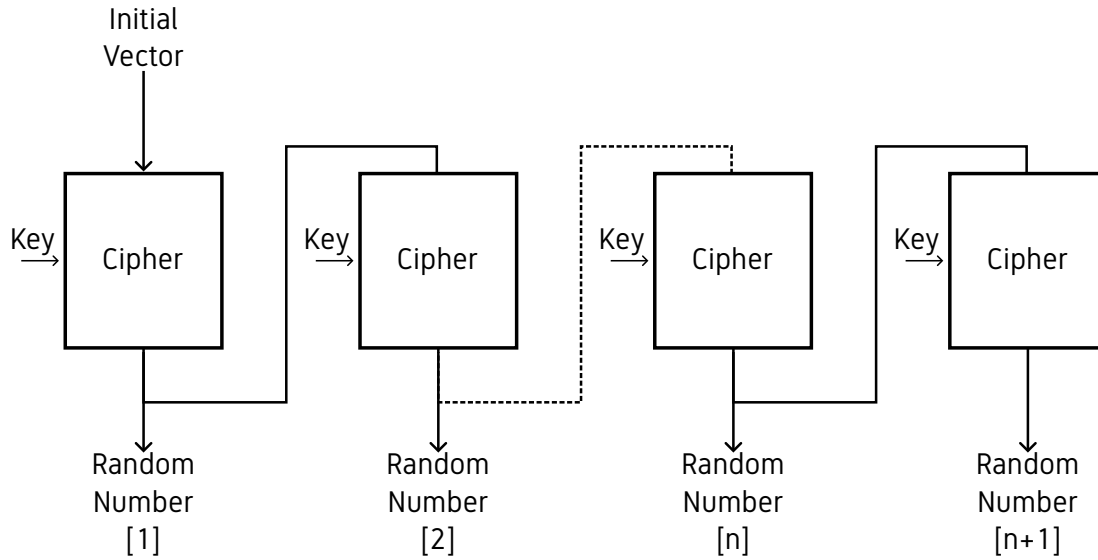 Initial
Vector
Key Cipher Key Cipher Key Cipher Key Cipher
Random Random Random Random
Number Number Number Number
[1] [2] [n] [n+1]